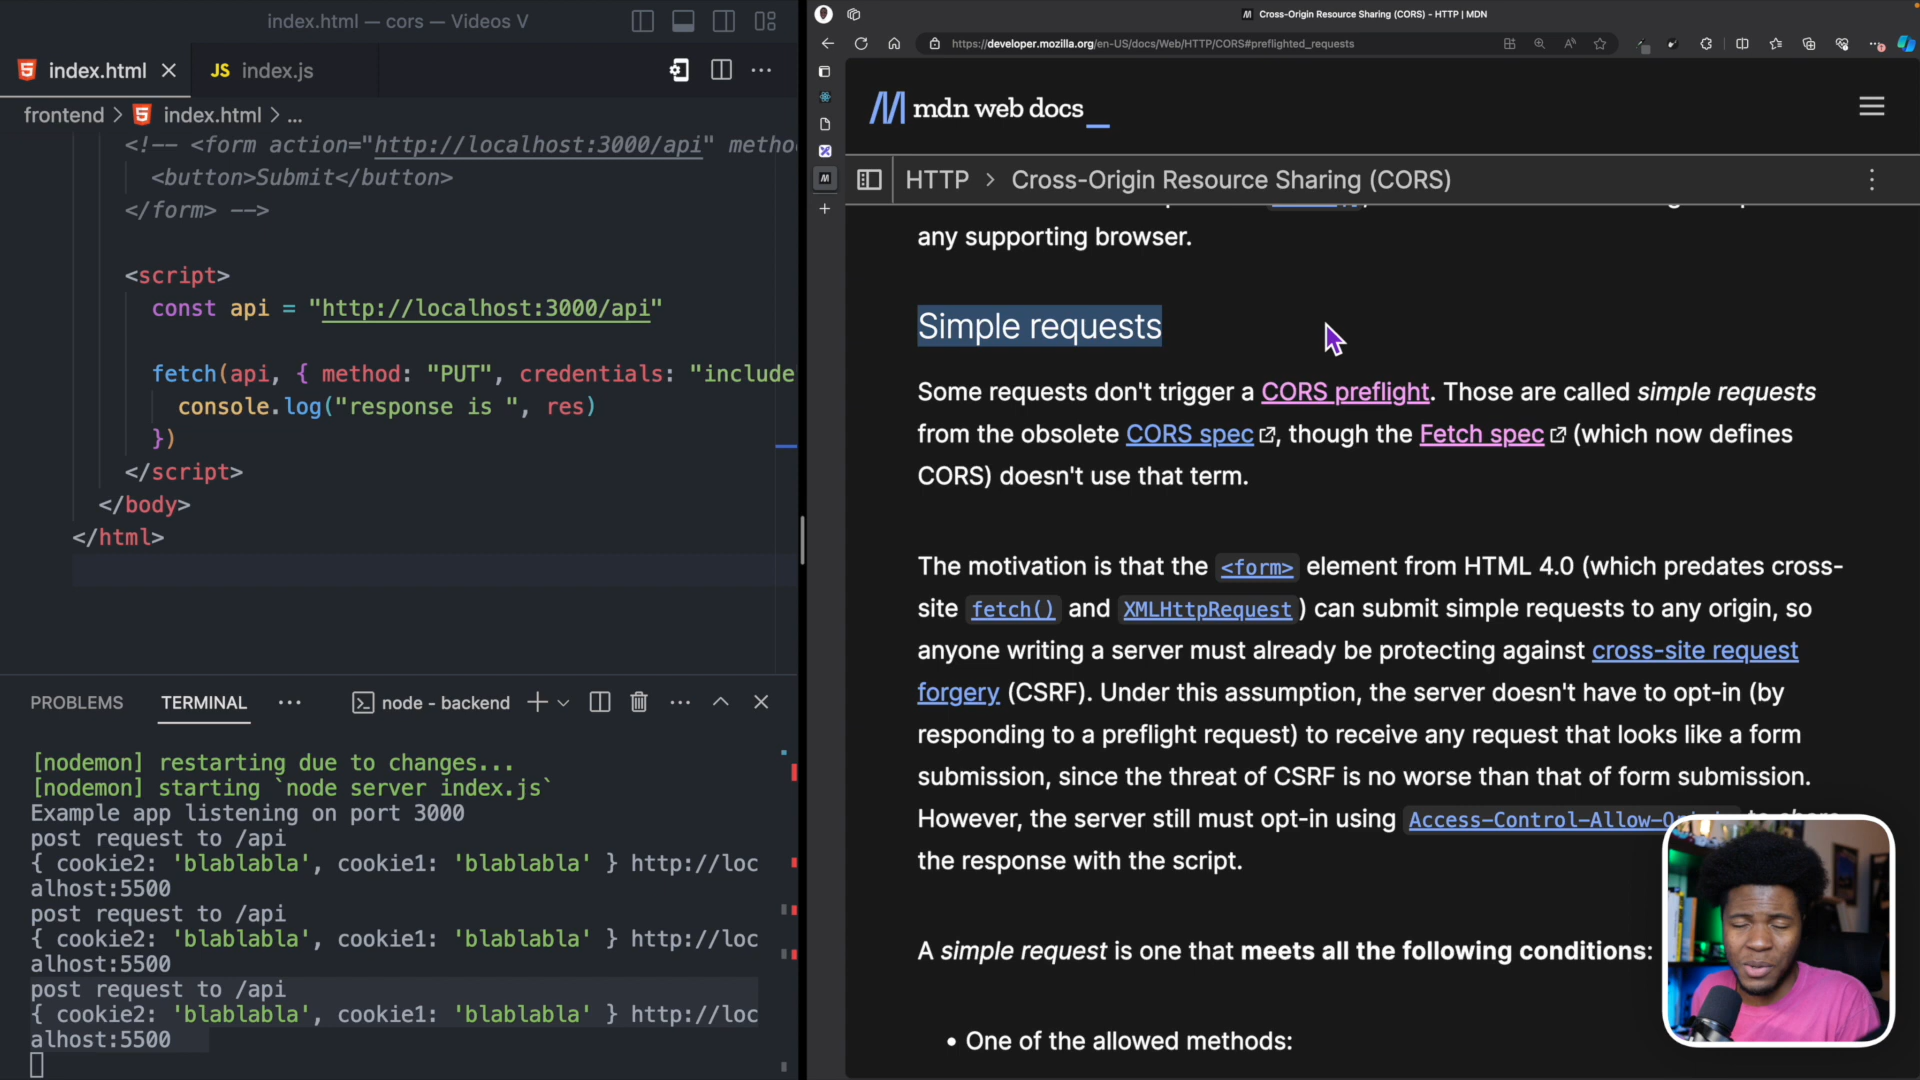 index.html — cors — Videos V
index.html
JS index.js
frontend > index.html > ...
<!-- <form action="http://localhost:3000/api" metho
<button>Submit</button>
</form> -->
<script>
const api = "http://localhost:3000/api"
fetch(api, { method: "PUT", credentials: "include
console.log("response is ", res)
})
</script>
</body>
</html>
PROBLEMS TERMINAL ... node - backend
[nodemon] restarting due to changes...
[nodemon] starting `node server index.js`
Example app listening on port 3000
post request to /api
{ cookie2: 'blablabla', cookie1: 'blablabla' } http://loc
alhost:5500
post request to /api
{ cookie2: 'blablabla', cookie1: 'blablabla' } http://loc
alhost:5500
post request to /api
{ cookie2: 'blablabla', cookie1: 'blablabla' } http://loc
alhost:5500
Cross-Origin Resource Sharing (CORS) - HTTP | MDN
https://developer.mozilla.org/en-US/docs/Web/HTTP/CORS#preflighted_requests
mdn web docs_
HTTP > Cross-Origin Resource Sharing (CORS)
any supporting browser.
Simple requests
Some requests don't trigger a CORS preflight. Those are called simple requests
from the obsolete CORS spec, though the Fetch spec (which now defines
CORS) doesn't use that term.
The motivation is that the <form> element from HTML 4.0 (which predates cross-
site fetch() and XMLHttpRequest) can submit simple requests to any origin, so
anyone writing a server must already be protecting against cross-site request
forgery (CSRF). Under this assumption, the server doesn't have to opt-in (by
responding to a preflight request) to receive any request that looks like a form
submission, since the threat of CSRF is no worse than that of form submission.
However, the server still must opt-in using Access-Control-Allow-O
the response with the script.
A simple request is one that meets all the following conditions:
• One of the allowed methods: